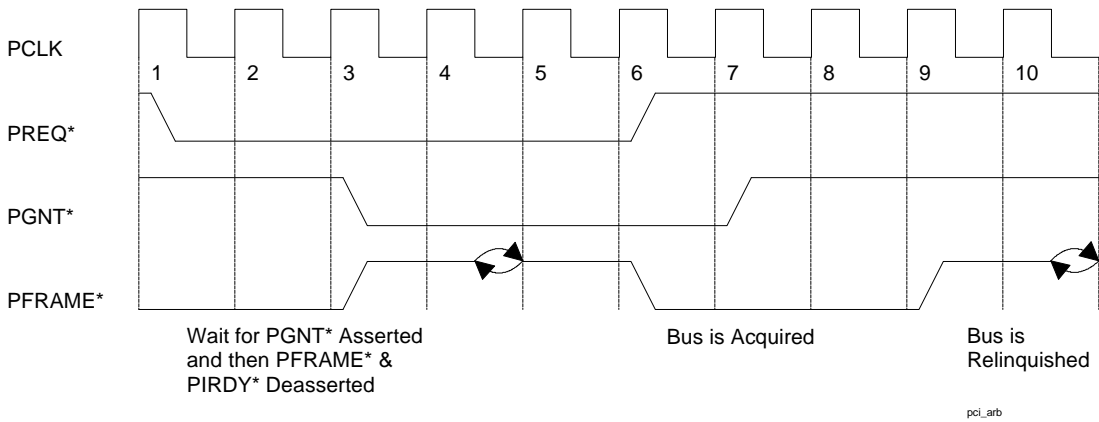 PCLK
1 2 3 4 5 6 7 8 9 10
PREQ*
PGNT*
PFRAME*
Wait for PGNT* Asserted
and then PFRAME* &
PIRDY* Deasserted
Bus is Acquired
Bus is
Relinquished
pci_arb